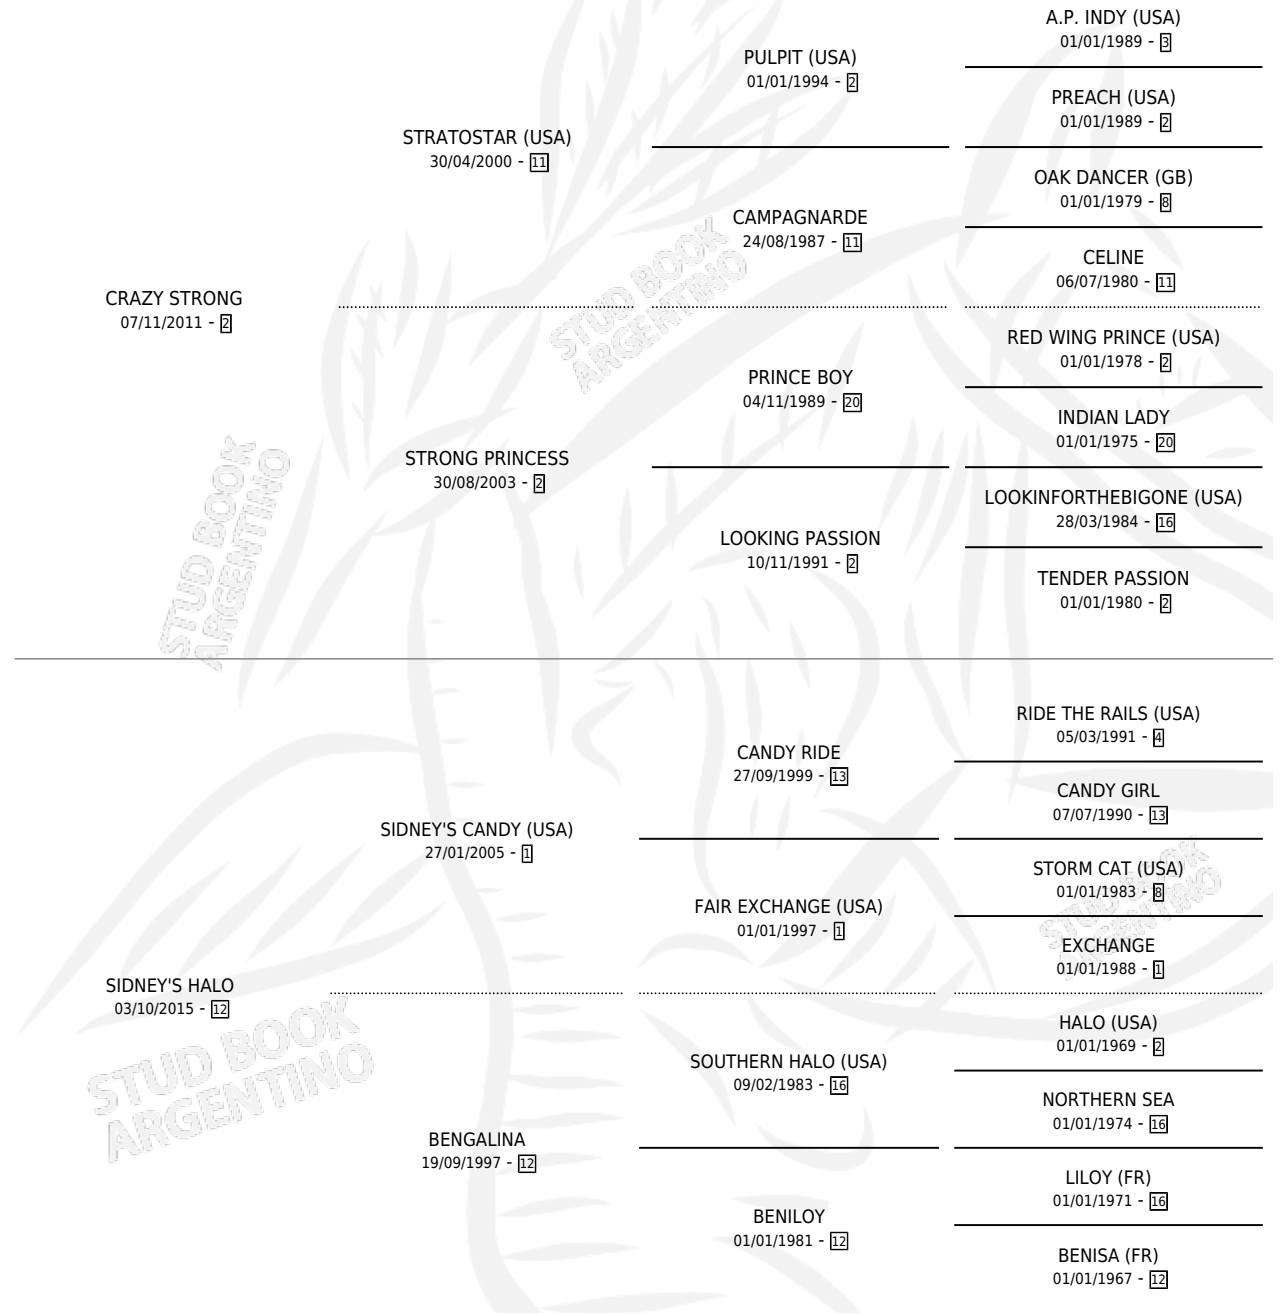 A.P. INDY (USA)
01/01/1989 - 3
PULPIT (USA)
01/01/1994 - 2
PREACH (USA)
01/01/1989 - 2
STRATOSTAR (USA)
30/04/2000 - 11
OAK DANCER (GB)
01/01/1979 - 8
CAMPAGNARDE
24/08/1987 - 11
CELINE
06/07/1980 - 11
CRAZY STRONG
07/11/2011 - 2
RED WING PRINCE (USA)
01/01/1978 - 2
PRINCE BOY
04/11/1989 - 20
INDIAN LADY
01/01/1975 - 20
STRONG PRINCESS
30/08/2003 - 2
LOOKINFORTHEBIGONE (USA)
28/03/1984 - 16
LOOKING PASSION
10/11/1991 - 2
TENDER PASSION
01/01/1980 - 2
RIDE THE RAILS (USA)
05/03/1991 - 4
CANDY RIDE
27/09/1999 - 13
CANDY GIRL
07/07/1990 - 13
SIDNEY'S CANDY (USA)
27/01/2005 - 1
STORM CAT (USA)
01/01/1983 - 8
FAIR EXCHANGE (USA)
01/01/1997 - 1
EXCHANGE
01/01/1988 - 1
SIDNEY'S HALO
03/10/2015 - 12
HALO (USA)
01/01/1969 - 2
SOUTHERN HALO (USA)
09/02/1983 - 16
NORTHERN SEA
01/01/1974 - 16
BENGALINA
19/09/1997 - 12
LILOY (FR)
01/01/1971 - 16
BENILOY
01/01/1981 - 12
BENISA (FR)
01/01/1967 - 12
STUD BOOK
ARGENTINO
STUD BOOK
ARGENTINO
STUD BOOK
ARGENTINO
STUD BOOK
ARGENTINO